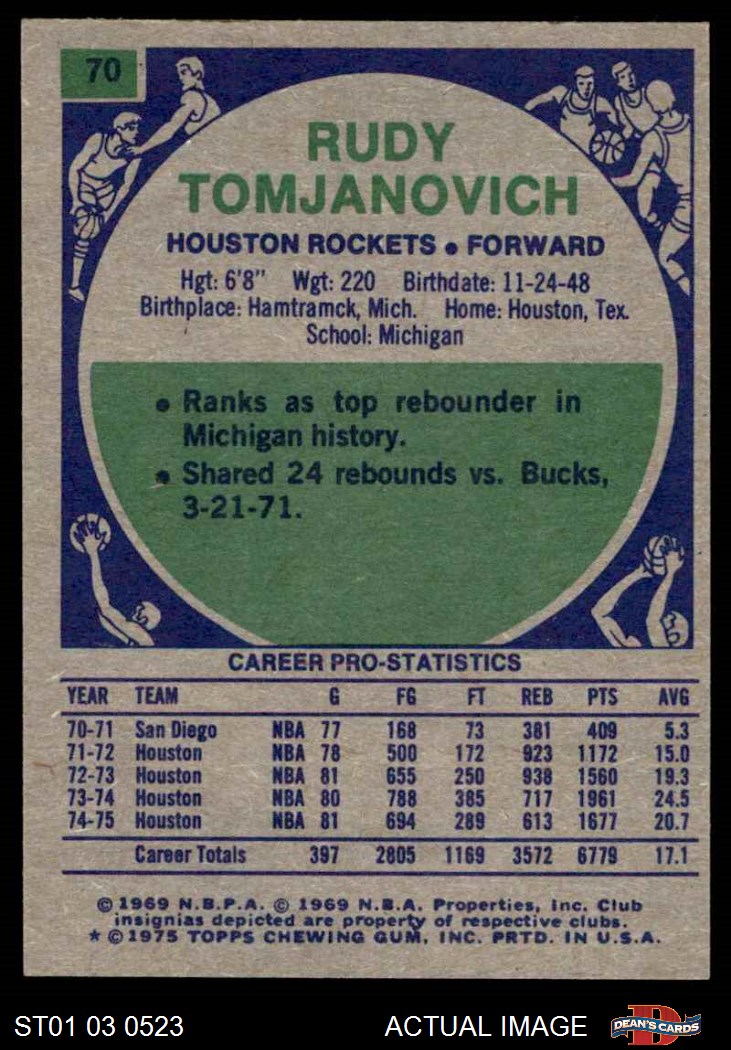 70
RUDY
TOMJANOVICH
HOUSTON ROCKETS • FORWARD
Hgt: 6'8" Wgt: 220 Birthdate: 11-24-48
Birthplace: Hamtramck, Mich. Home: Houston, Tex.
School: Michigan
• Ranks as top rebounder in
Michigan history.
• Shared 24 rebounds vs. Bucks,
3-21-71.
CAREER PRO-STATISTICS
YEAR TEAM G FG FT REB PTS AVG
70-71 San Diego NBA 77 168 73 381 409 5.3
71-72 Houston NBA 78 500 172 923 1172 15.0
72-73 Houston NBA 81 655 250 938 1560 19.3
73-74 Houston NBA 80 788 385 717 1961 24.5
74-75 Houston NBA 81 694 289 613 1677 20.7
Career Totals 397 2805 1169 3572 6779 17.1
© 1969 N.B.P.A. © 1969 N.B.A. Properties, Inc. Club
insignias depicted are property of respective clubs.
* © 1975 TOPPS CHEWING GUM, INC. PRTD. IN U.S.A.
ST01 03 0523 ACTUAL IMAGE D DEAN'S CARDS